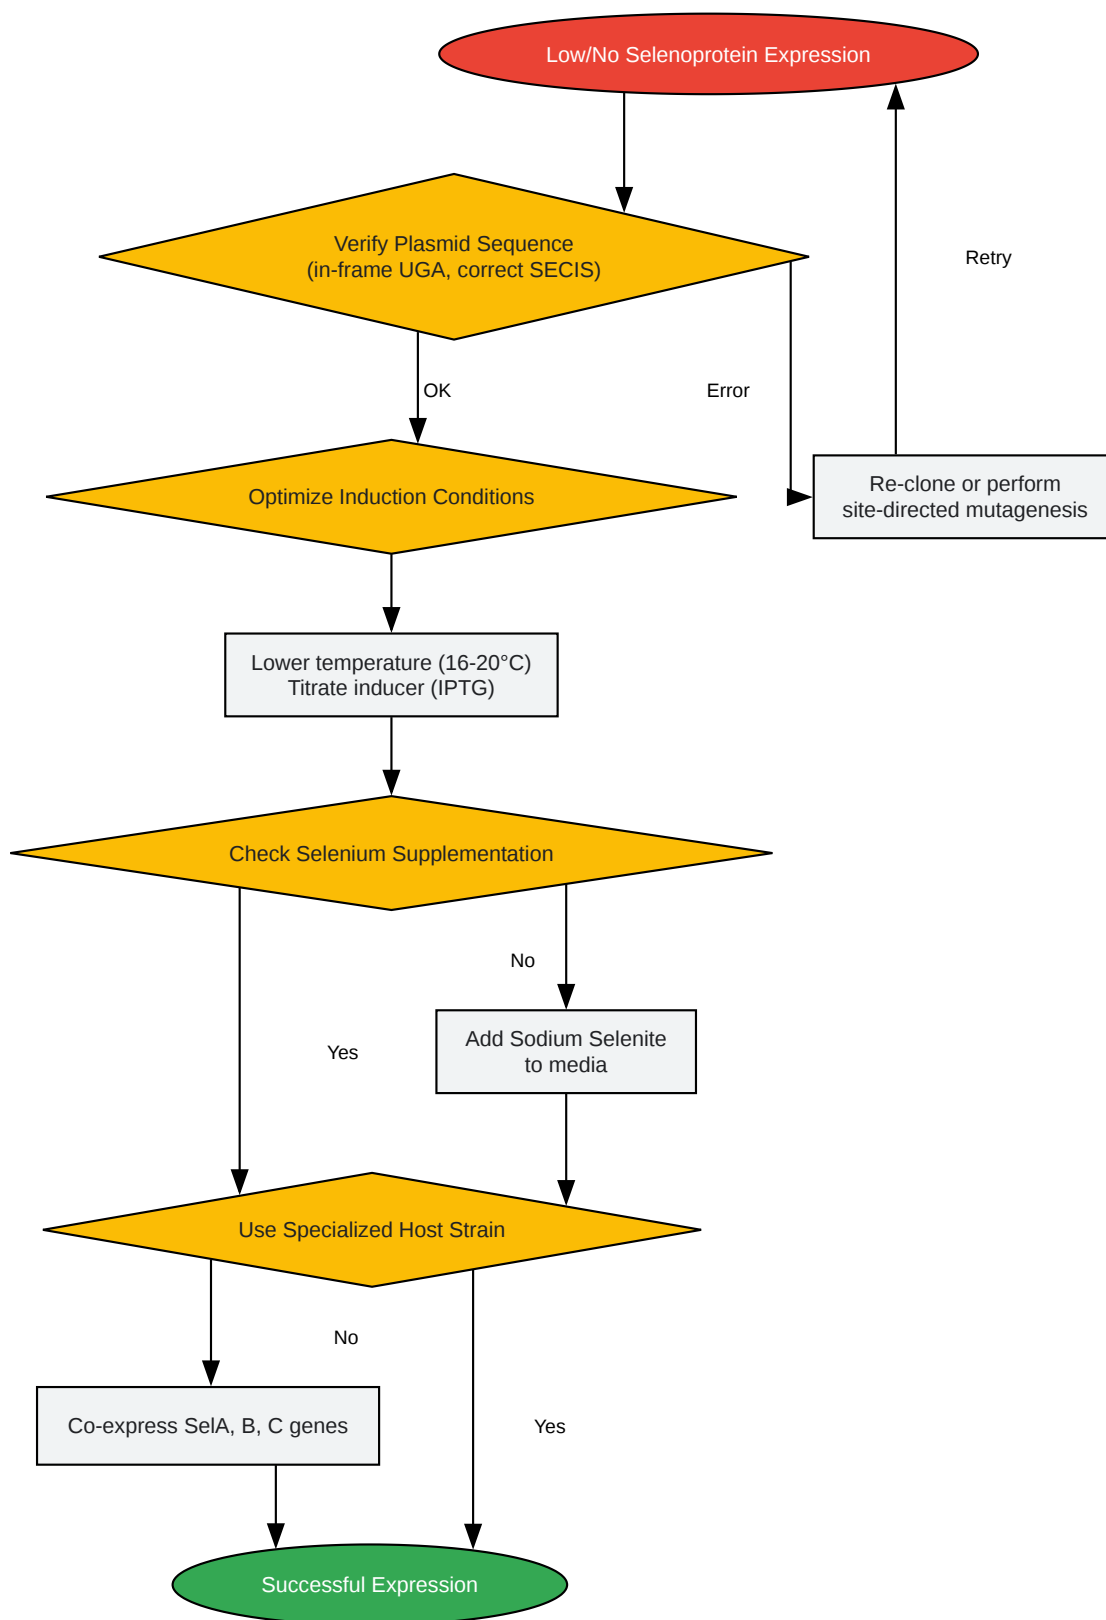 Low/No Selenoprotein Expression
Verify Plasmid Sequence
(in-frame UGA, correct SECIS)
Retry
OK
Error
Optimize Induction Conditions
Re-clone or perform
site-directed mutagenesis
Lower temperature (16-20°C)
Titrate inducer (IPTG)
Check Selenium Supplementation
No
Yes
Add Sodium Selenite
to media
Use Specialized Host Strain
No
Co-express SelA, B, C genes
Yes
Successful Expression